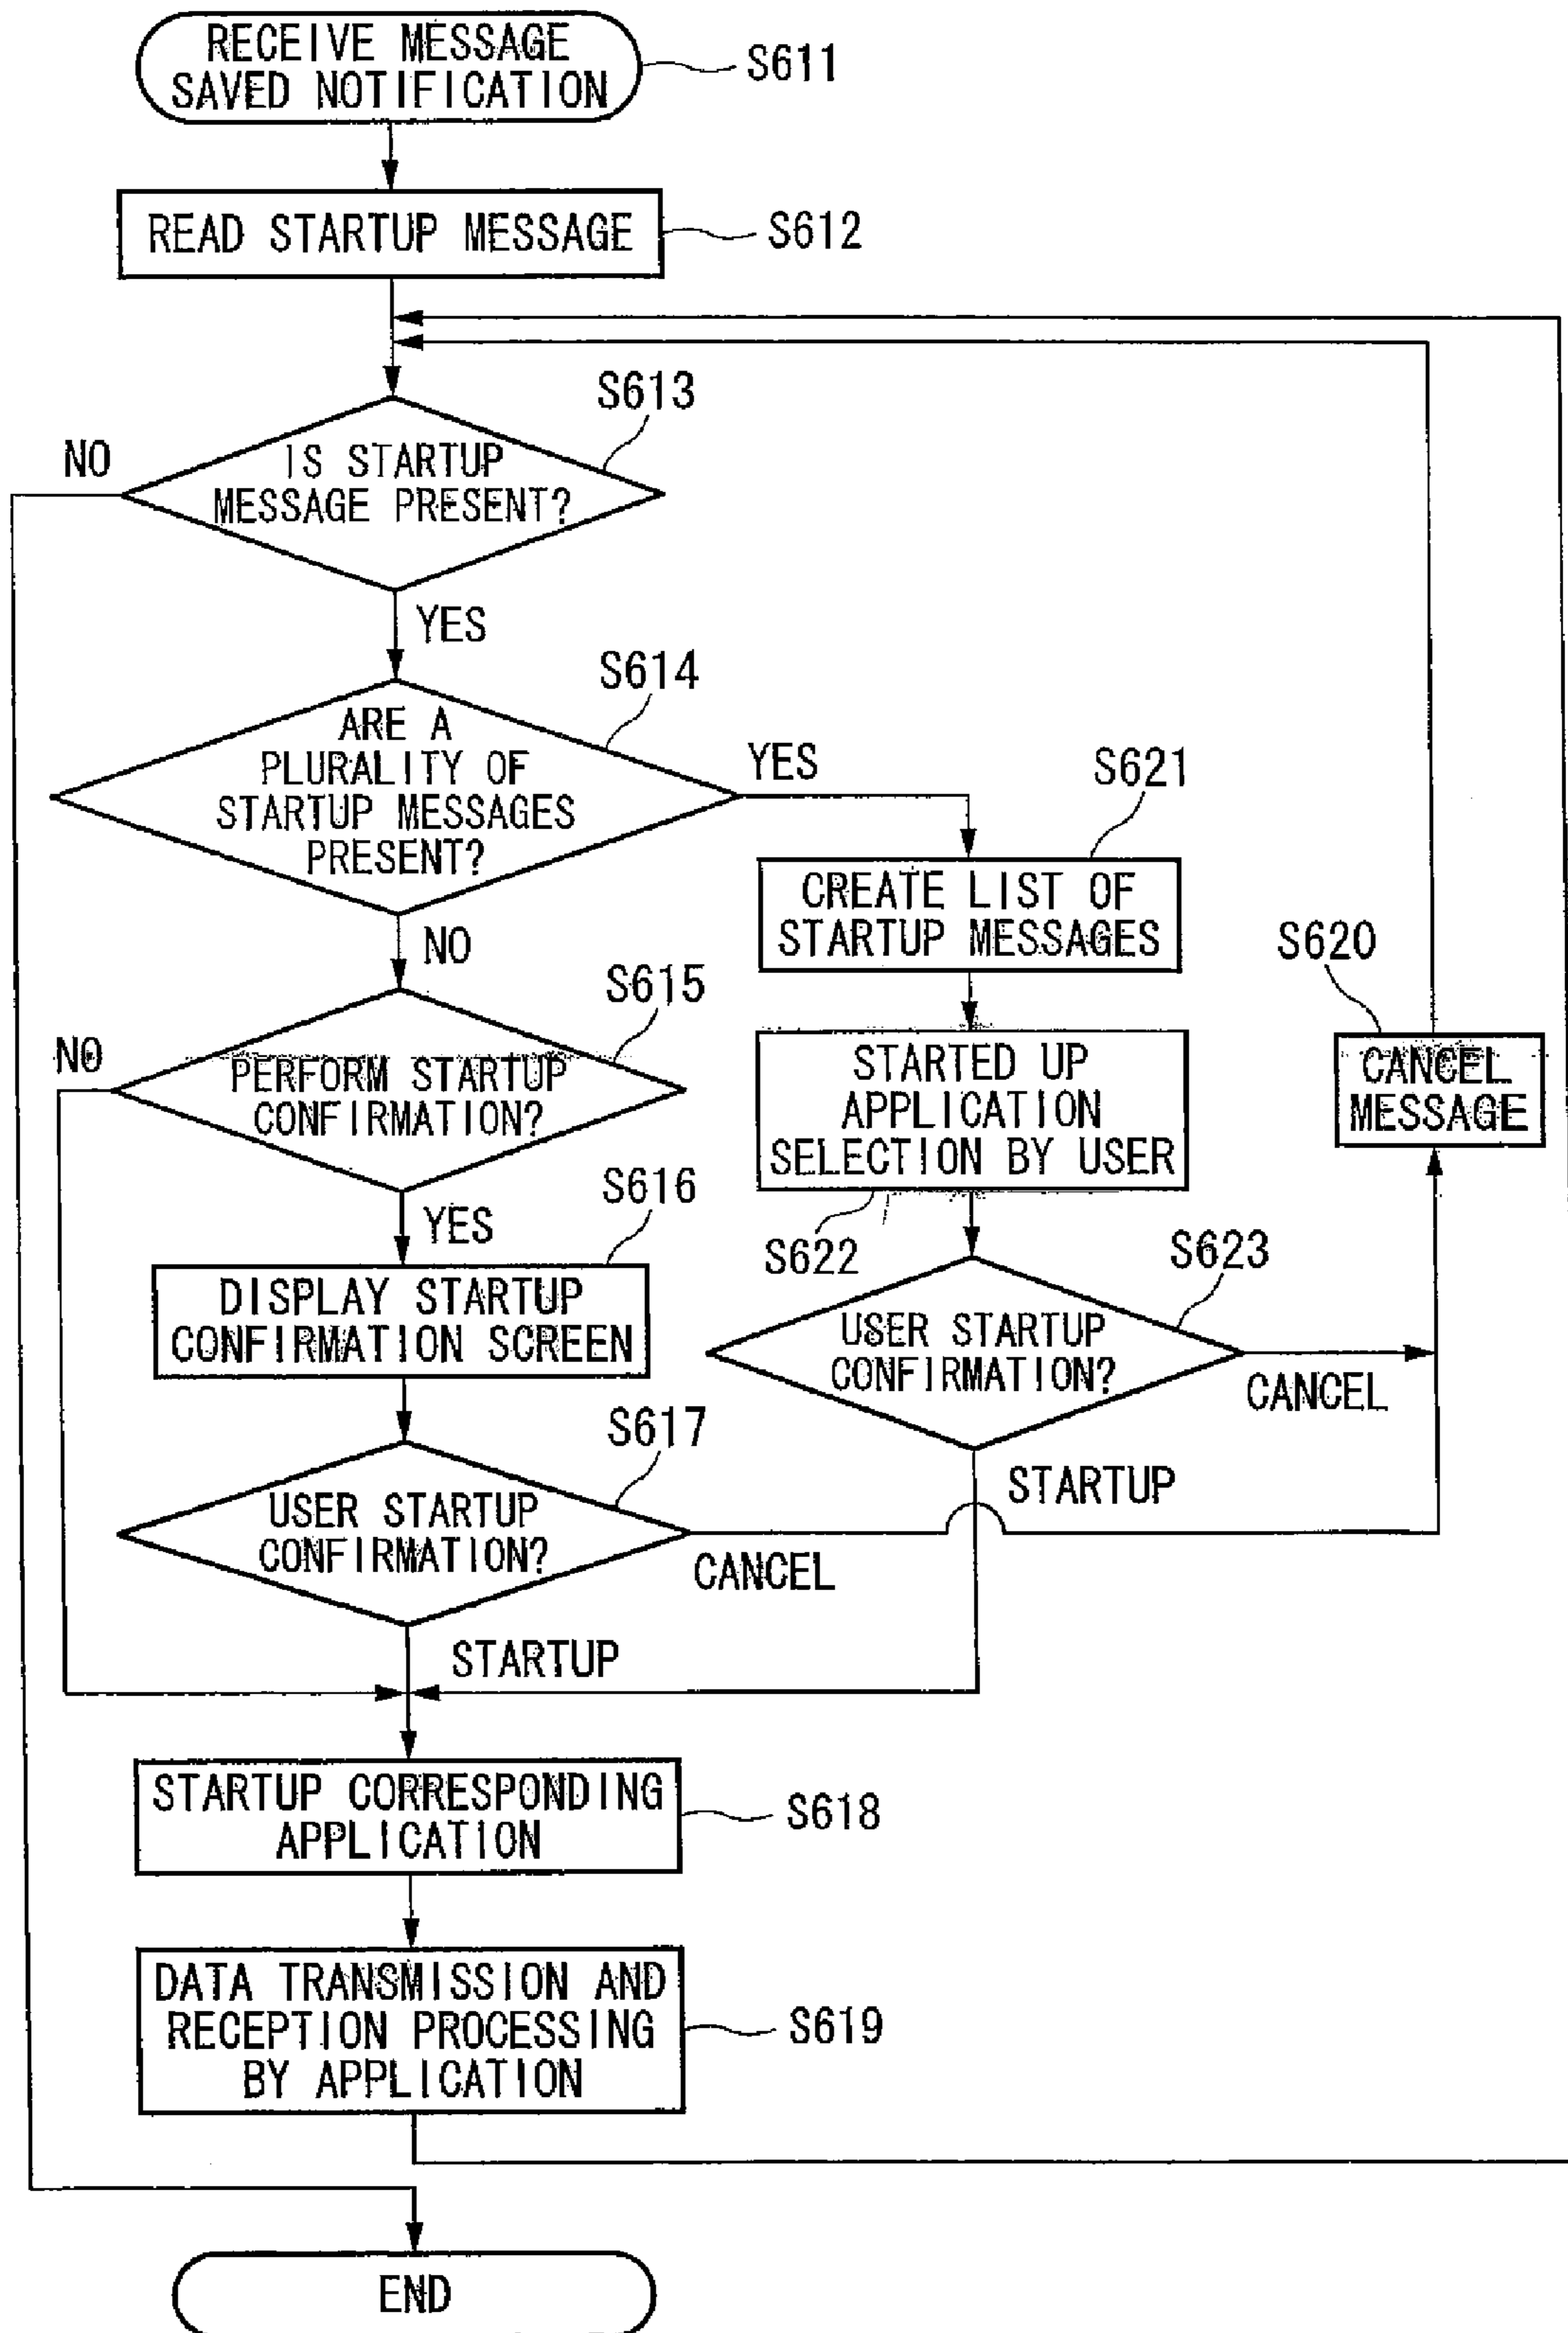 RECEIVE MESSAGE
SAVED NOTIFICATION
S611
READ STARTUP MESSAGE
S612
S613
NO
IS STARTUP
MESSAGE PRESENT?
YES
S614
ARE A
PLURALITY OF
STARTUP MESSAGES
PRESENT?
YES
S621
CREATE LIST OF
STARTUP MESSAGES
NO
S620
S615
NO
PERFORM STARTUP
CONFIRMATION?
STARTED UP
APPLICATION
SELECTION BY USER
CANCEL
MESSAGE
YES
S616
S622
S623
DISPLAY STARTUP
CONFIRMATION SCREEN
USER STARTUP
CONFIRMATION?
CANCEL
S617
STARTUP
USER STARTUP
CONFIRMATION?
CANCEL
STARTUP
STARTUP CORRESPONDING
APPLICATION
S618
DATA TRANSMISSION AND
RECEPTION PROCESSING
BY APPLICATION
S619
END